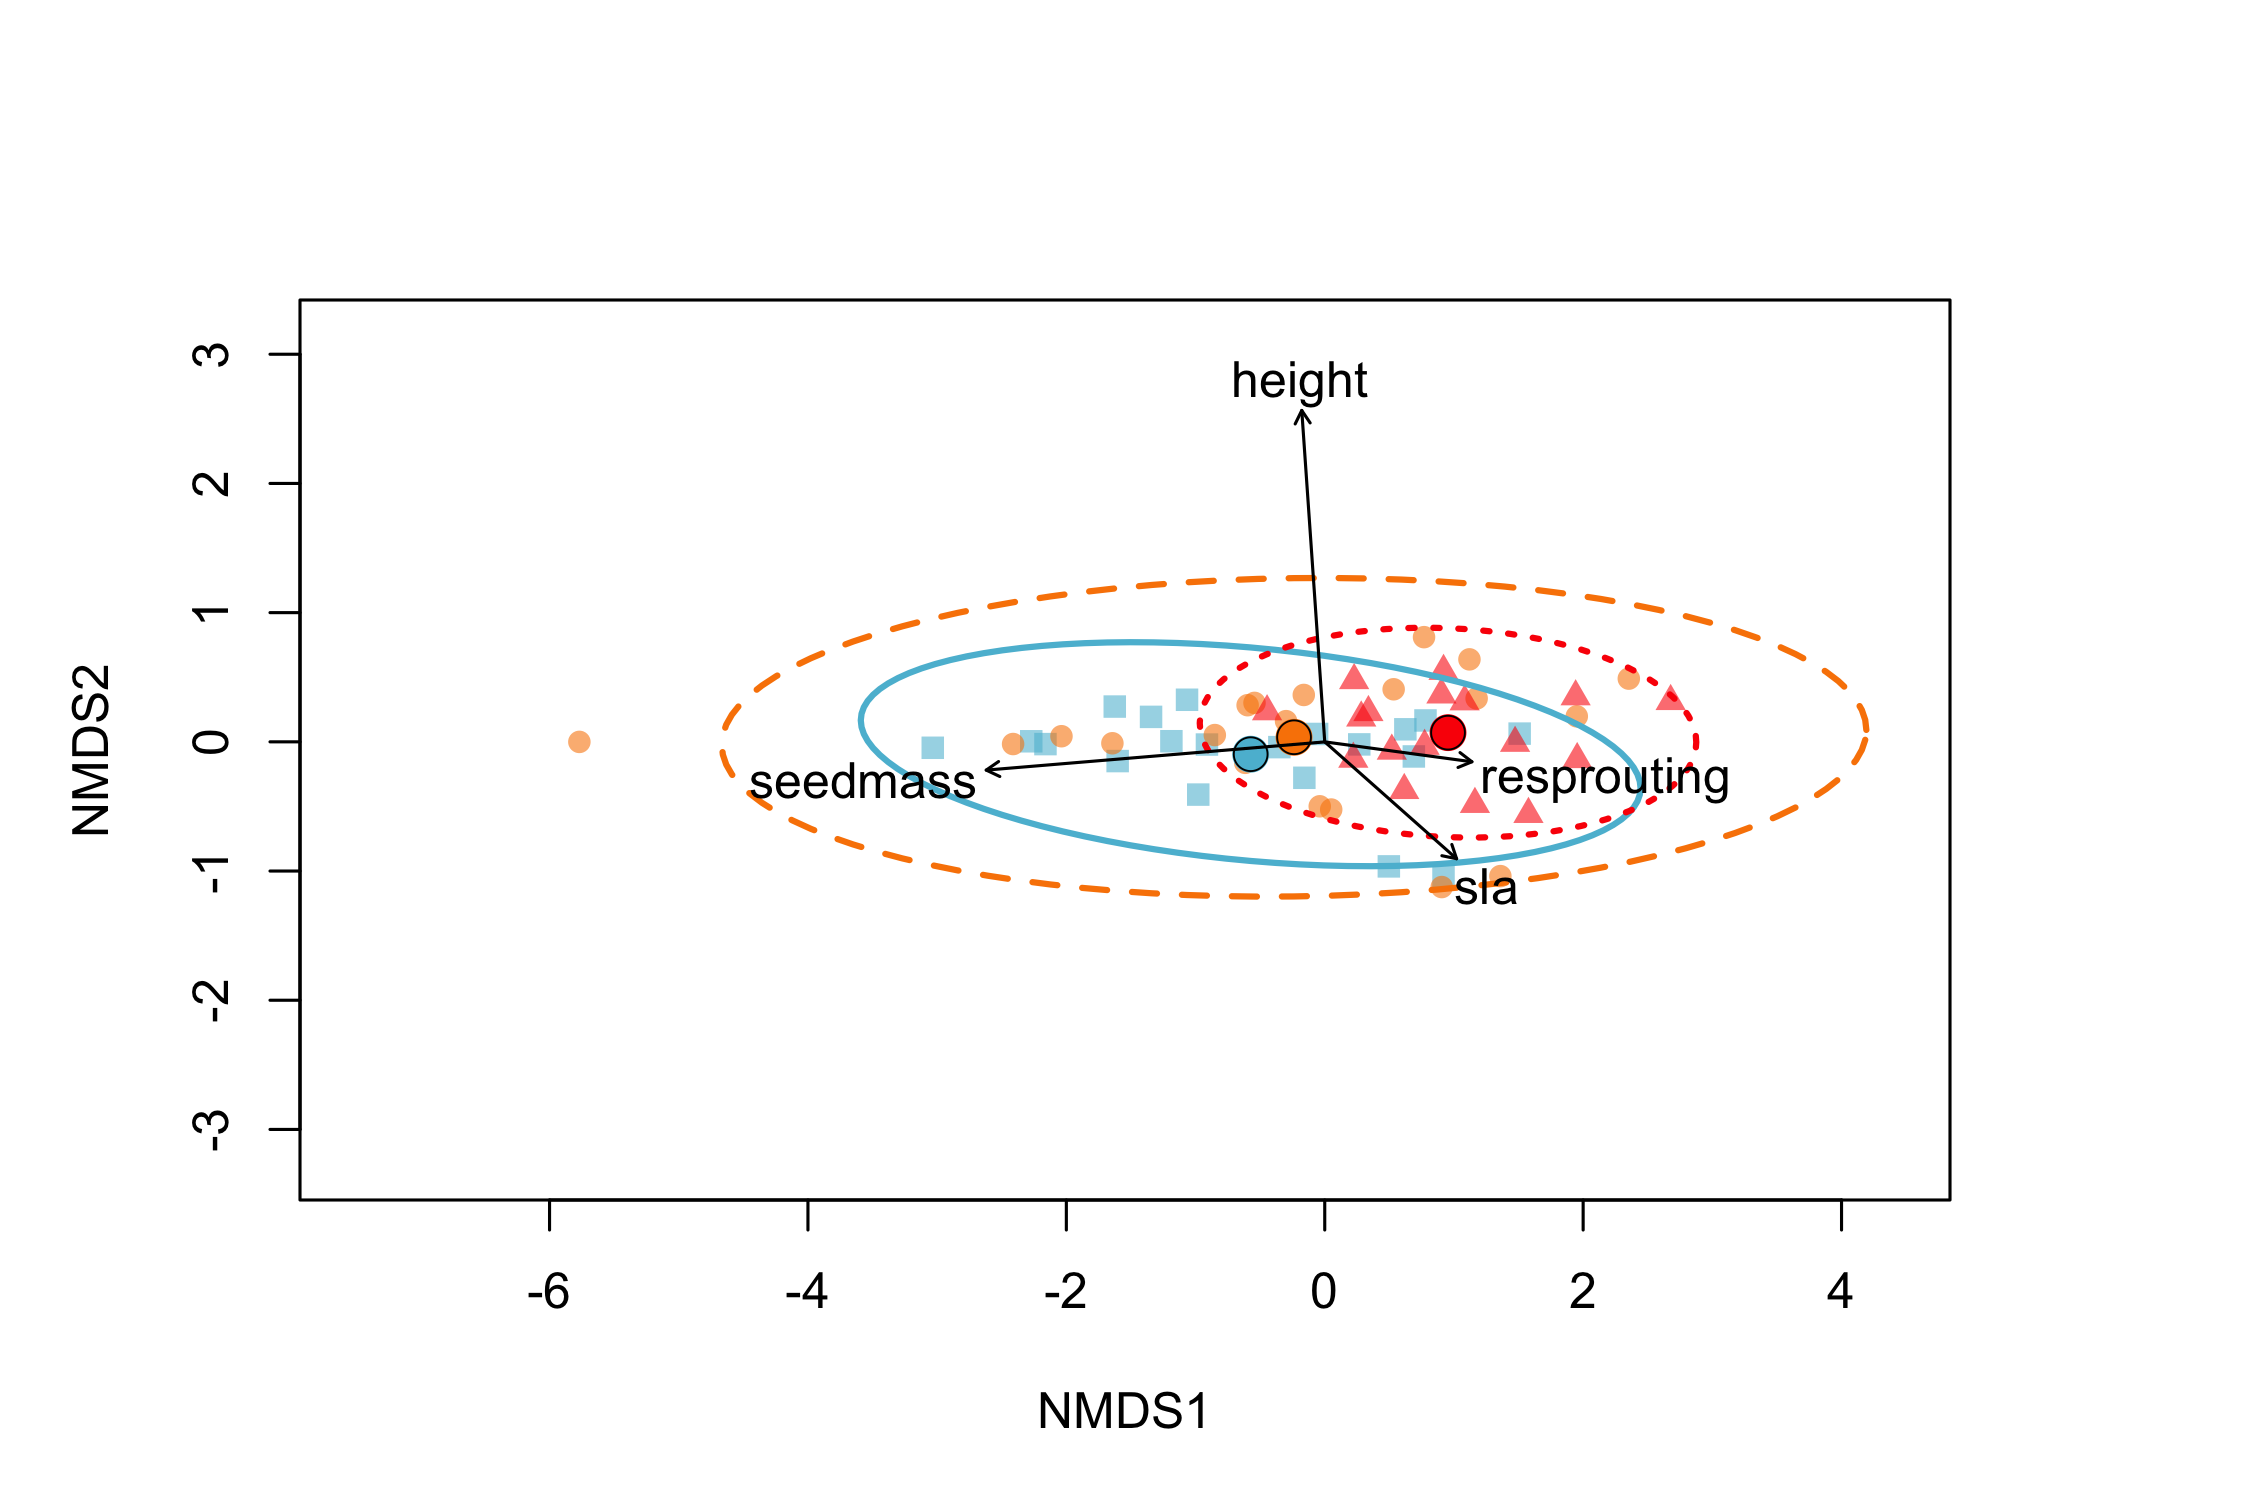 3
2
1
0
-1
-2
-3
NMDS2
height
seedmass
resprouting
sla
-6 -4 -2 0 2 4
NMDS1